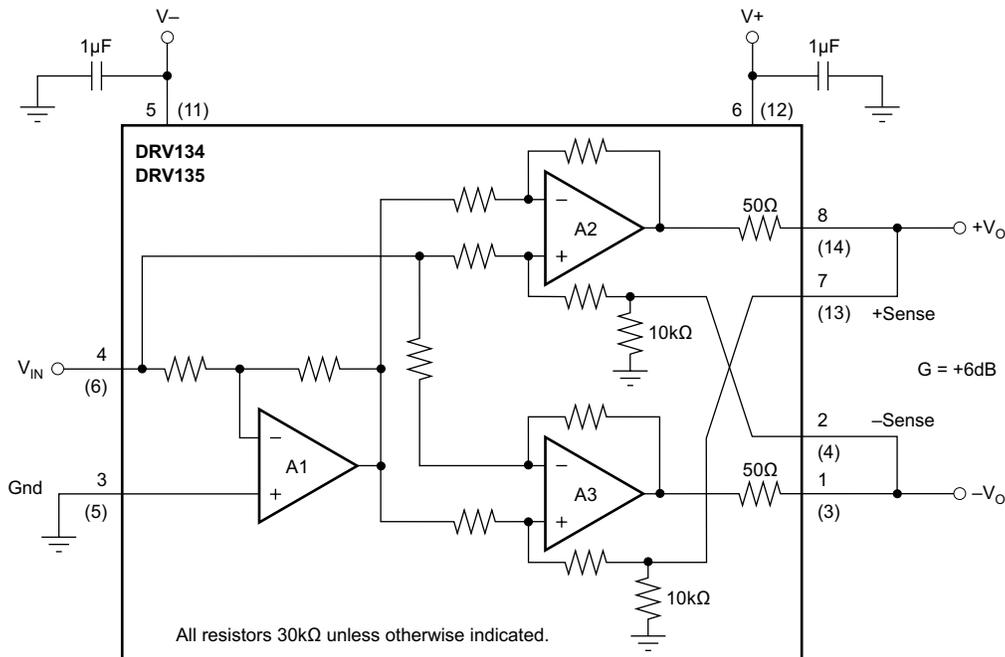 V–
V+
1µF
1µF
5 (11)
6 (12)
DRV134
DRV135
50Ω
8
–
A2
+VO
(14)
+
7
10kΩ
(13)
+Sense
4
VIN
G = +6dB
(6)
2
–Sense
–
(4)
A1
–
50Ω
1
3
Gnd
+
A3
–VO
(5)
+
(3)
10kΩ
All resistors 30kΩ unless otherwise indicated.